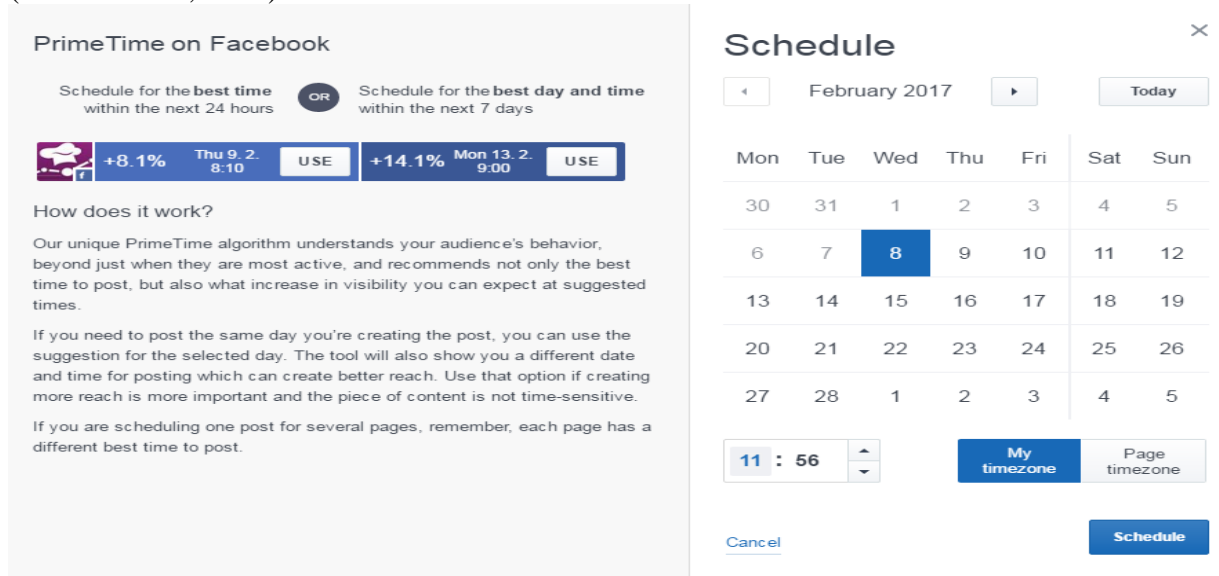 PrimeTime on Facebook
Schedule for the best time
within the next 24 hours
OR
Schedule for the best day and time
within the next 7 days
+8.1%
Thu 9. 2.
8:10
USE
+14.1%
Mon 13. 2.
9:00
USE
How does it work?
Our unique PrimeTime algorithm understands your audience's behavior,
beyond just when they are most active, and recommends not only the best
time to post, but also what increase in visibility you can expect at suggested
times.
If you need to post the same day you're creating the post, you can use the
suggestion for the selected day. The tool will also show you a different date
and time for posting which can create better reach. Use that option if creating
more reach is more important and the piece of content is not time-sensitive.
If you are scheduling one post for several pages, remember, each page has a
different best time to post.
Schedule
February 2017
Today
Mon Tue Wed Thu Fri Sat Sun
30 31 1 2 3 4 5
6 7 8 9 10 11 12
13 14 15 16 17 18 19
20 21 22 23 24 25 26
27 28 1 2 3 4 5
11 : 56
My
timezone
Page
timezone
Cancel
Schedule